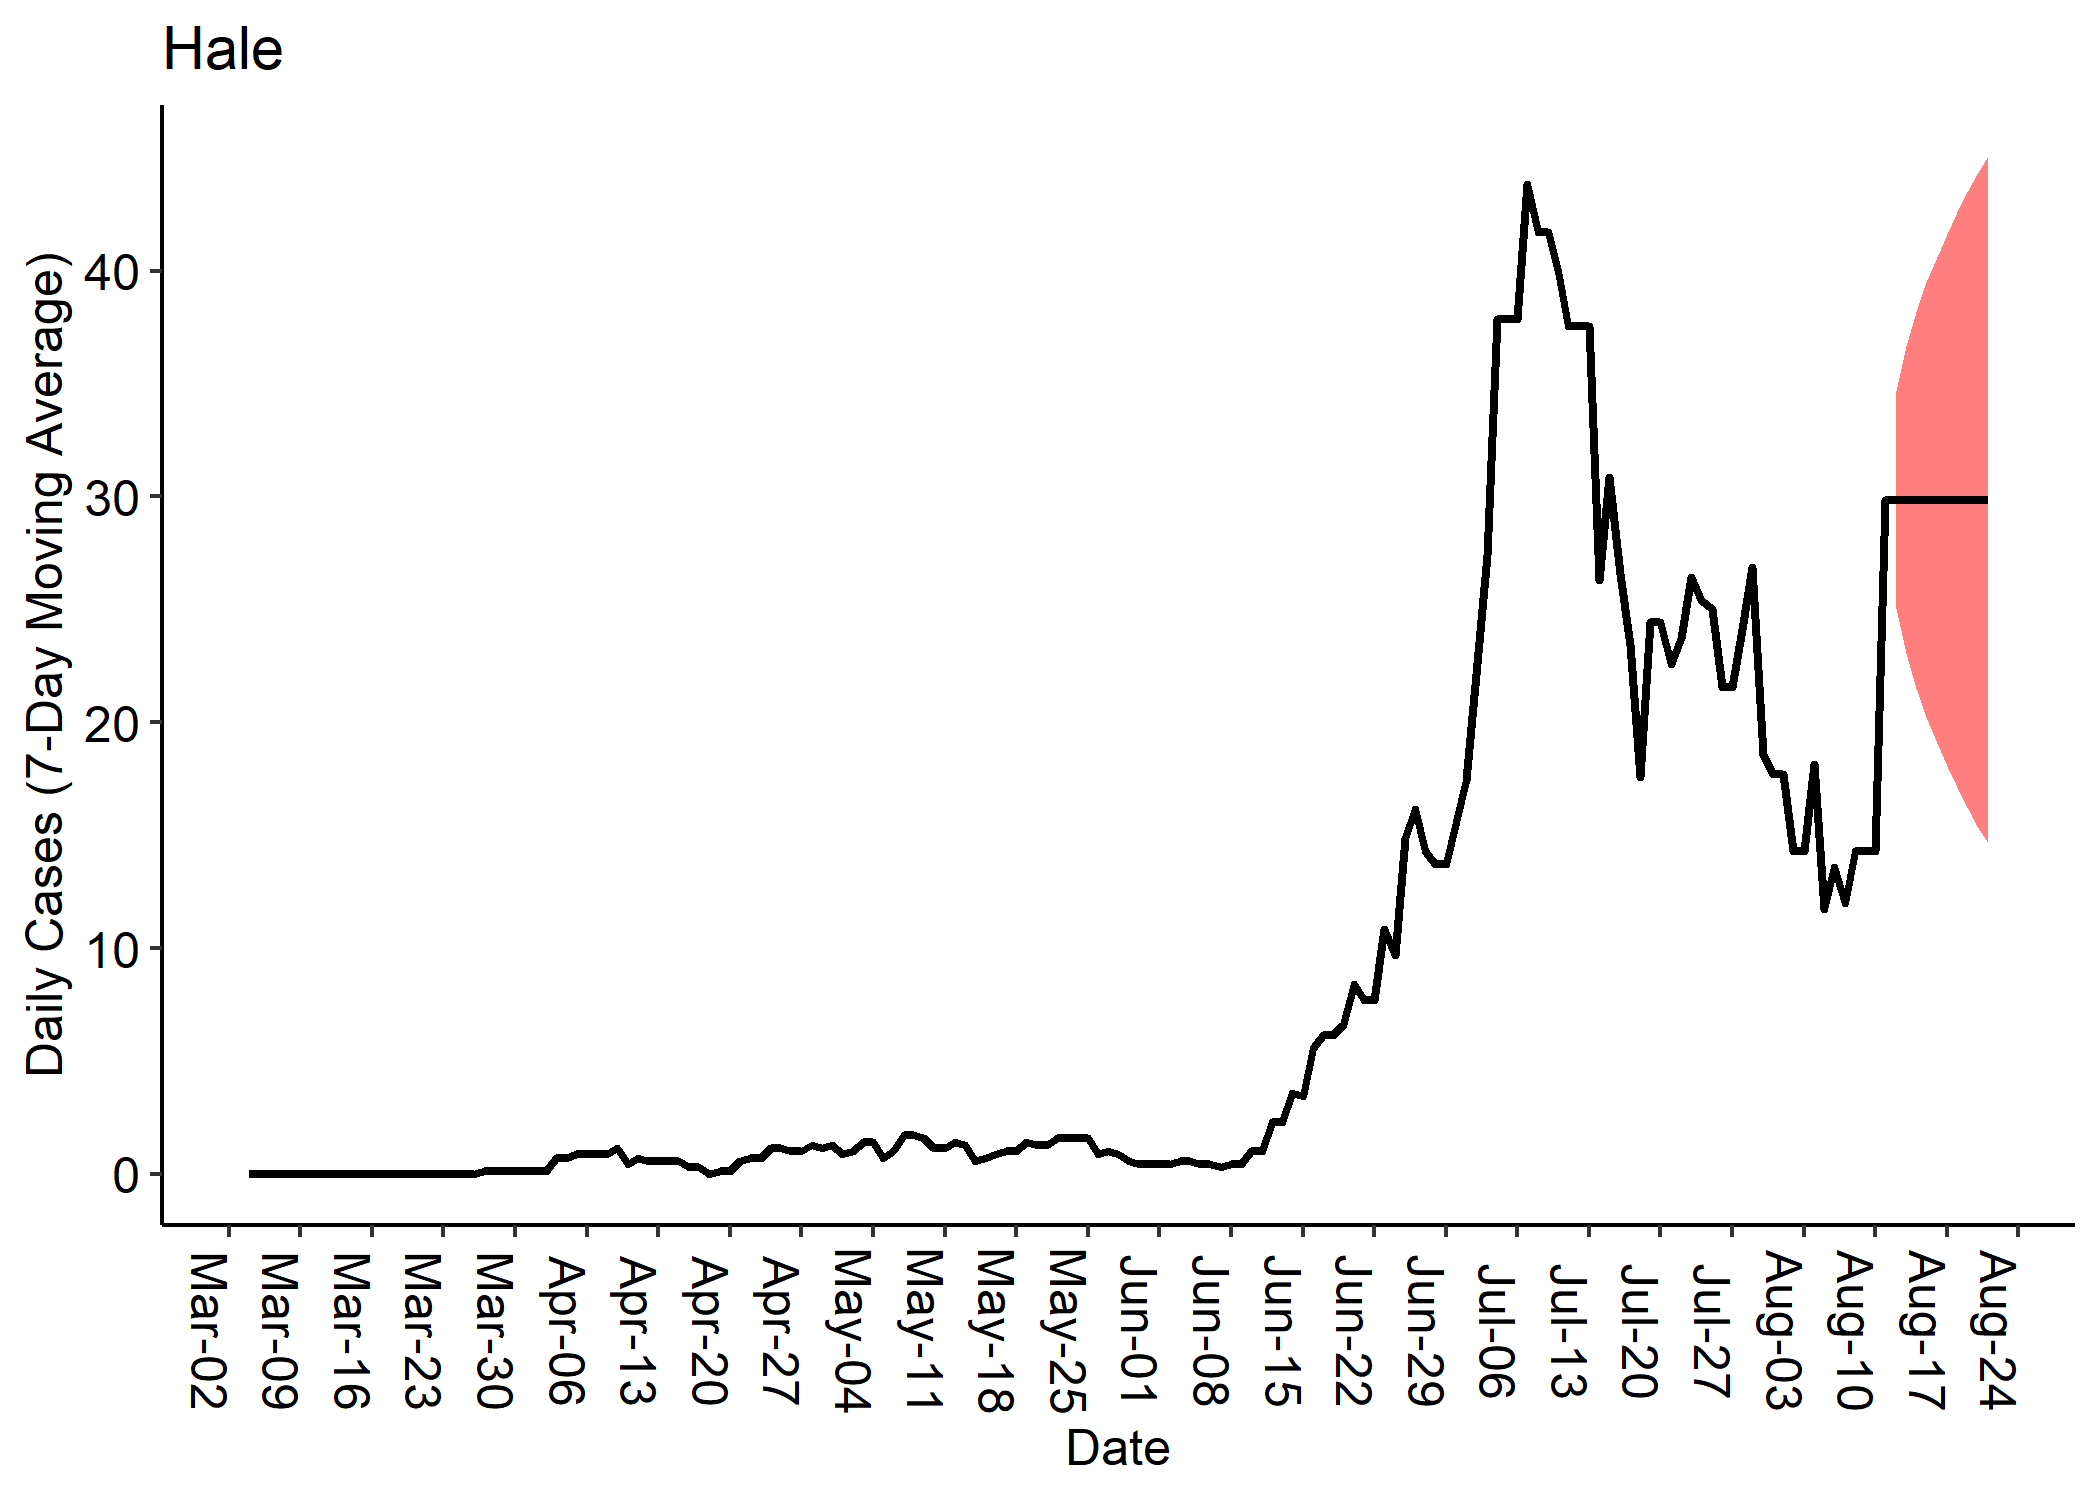 Hale
Daily Cases (7-Day Moving Average)
40
30
20
10
0
Mar-02
Mar-09
Mar-16
Mar-23
Mar-30
Apr-06
Apr-13
Apr-20
Apr-27
May-04
May-11
May-18
May-25
Jun-01
Jun-08
Jun-15
Jun-22
Jun-29
Jul-06
Jul-13
Jul-20
Jul-27
Aug-03
Aug-10
Aug-17
Aug-24
Date